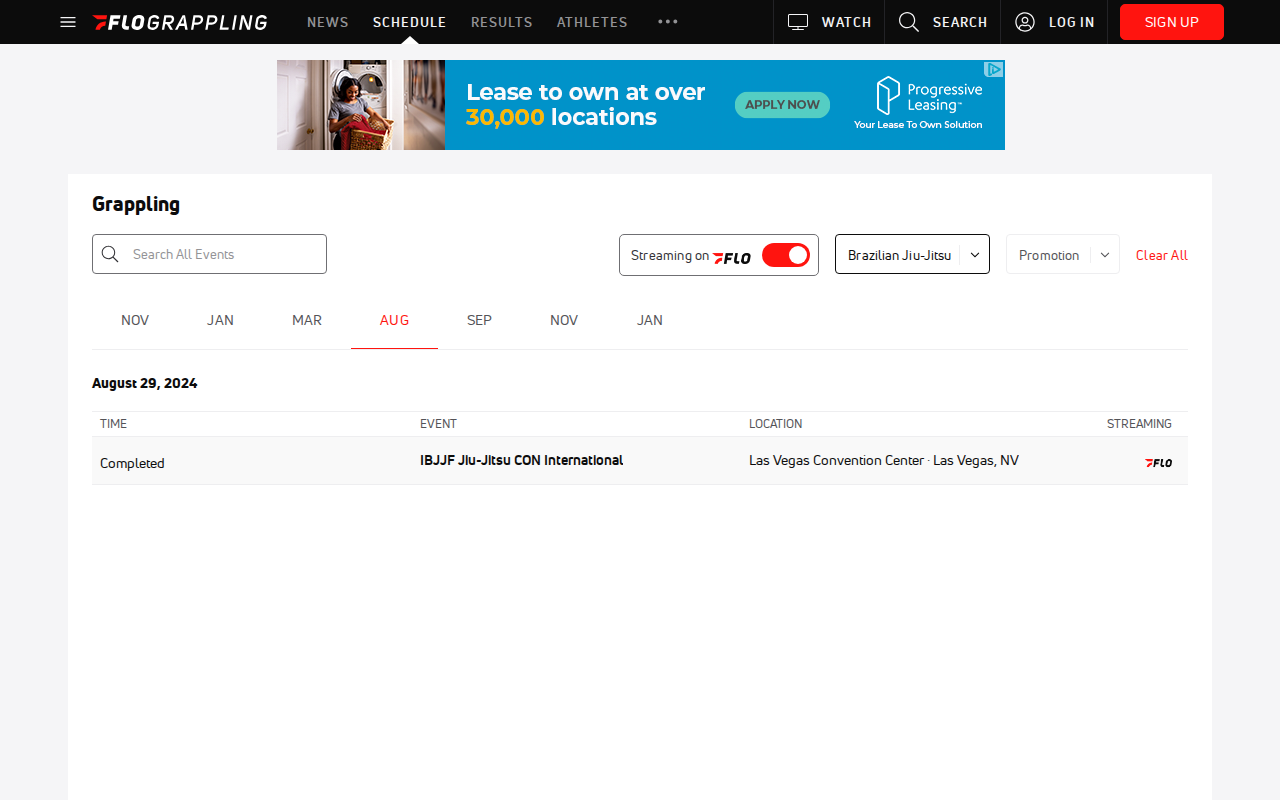 FLOGRAPPLING NEWS SCHEDULE RESULTS ATHLETES WATCH SEARCH LOG IN SIGN UP
Lease to own at over
30,000 locations
APPLY NOW
Progressive
Leasing™
Your Lease To Own Solution
Grappling
Search All Events Streaming on FLO Brazilian Jiu-Jitsu Promotion Clear All
NOV JAN MAR AUG SEP NOV JAN
August 29, 2024
TIME EVENT LOCATION STREAMING
Completed IBJJF Jiu-Jitsu CON International Las Vegas Convention Center · Las Vegas, NV FLO